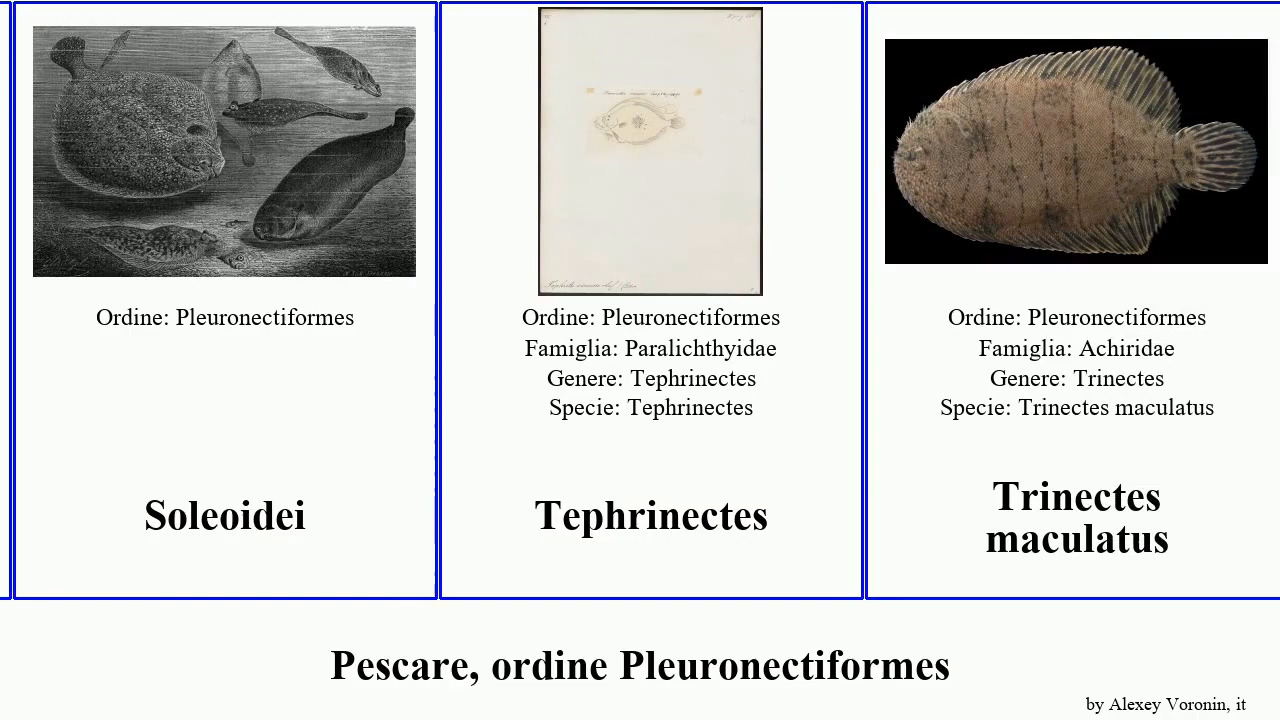 Ordine: Pleuronectiformes
Soleoidei
Ordine: Pleuronectiformes
Famiglia: Paralichthyidae
Genere: Tephrinectes
Specie: Tephrinectes
Tephrinectes
Ordine: Pleuronectiformes
Famiglia: Achiridae
Genere: Trinectes
Specie: Trinectes maculatus
Trinectes
maculatus
Pescare, ordine Pleuronectiformes
by Alexey Voronin, it